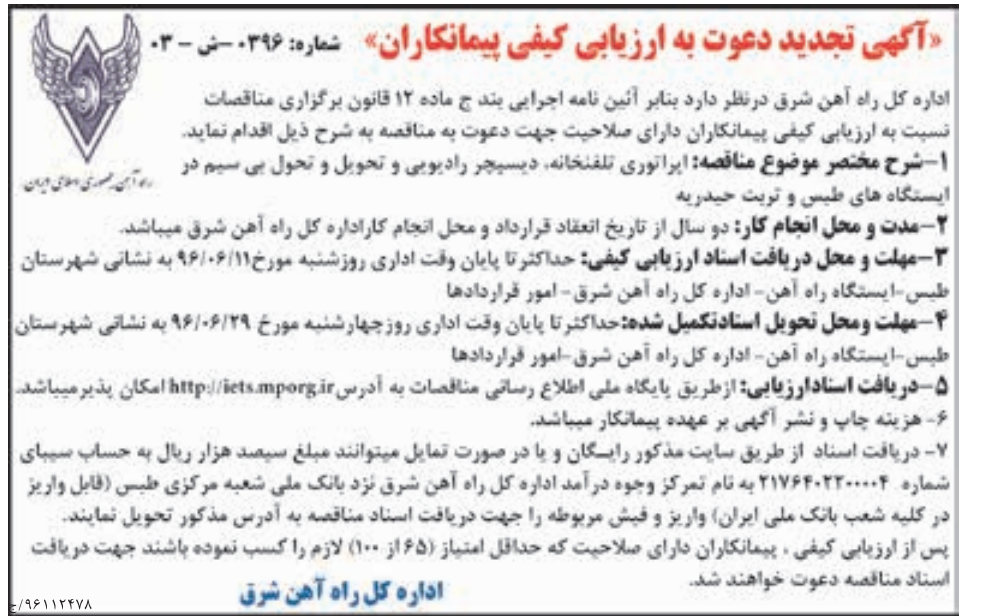 «آگهی تجدید دعوت به ارزیابی کیفی پیمانکاران» شماره: ۰۳۹۶ –ش – ۰۳
اداره کل راه آهن شرق درنظر دارد بنابر آئین نامه اجرایی بند ج ماده ۱۲ قانون برگزاری مناقصات
نسبت به ارزیابی کیفی پیمانکاران دارای صلاحیت جهت دعوت به مناقصه به شرح ذیل اقدام نماید.
۱–شرح مختصر موضوع مناقصه: اپراتوری تلفنخانه، دیسپچر رادیویی و تحویل و تحول بی سیم در
راه آهن جمهوری اسلامی ایران
ایستگاه های طبس و تربت حیدریه
۲–مدت و محل انجام کار: دو سال از تاریخ انعقاد قرارداد و محل انجام کاراداره کل راه آهن شرق میباشد.
۳–مهلت و محل دریافت اسناد ارزیابی کیفی: حداکثرتا پایان وقت اداری روزشنبه مورخ۹۶/۰۶/۱۱ به نشانی شهرستان
طبس–ایستگاه راه آهن– اداره کل راه آهن شرق– امور قراردادها
۴–مهلت ومحل تحویل اسنادتکمیل شده:حداکثرتا پایان وقت اداری روزچهارشنبه مورخ ۹۶/۰۶/۲۹ به نشانی شهرستان
طبس–ایستگاه راه آهن– اداره کل راه آهن شرق–امور قراردادها
۵–دریافت اسنادارزیابی: ازطریق پایگاه ملی اطلاع رسانی مناقصات به آدرس http://iets.mporg.ir امکان پذیرمیباشد.
۶– هزینه چاپ و نشر آگهی بر عهده پیمانکار میباشد.
۷– دریافت اسناد از طریق سایت مذکور رایگان و یا در صورت تمایل میتوانند مبلغ سیصد هزار ریال به حساب سیبای
شماره ۲۱۷۶۴۰۲۲۰۰۰۰۴ به نام تمرکز وجوه درآمد اداره کل راه آهن شرق نزد بانک ملی شعبه مرکزی طبس (قابل واریز
در کلیه شعب بانک ملی ایران) واریز و فیش مربوطه را جهت دریافت اسناد مناقصه به آدرس مذکور تحویل نمایند.
پس از ارزیابی کیفی ، پیمانکاران دارای صلاحیت که حداقل امتیاز (۶۵ از ۱۰۰) لازم را کسب نموده باشند جهت دریافت
اسناد مناقصه دعوت خواهند شد.
اداره کل راه آهن شرق
۹۶۱۱۲۴۷۸/ح